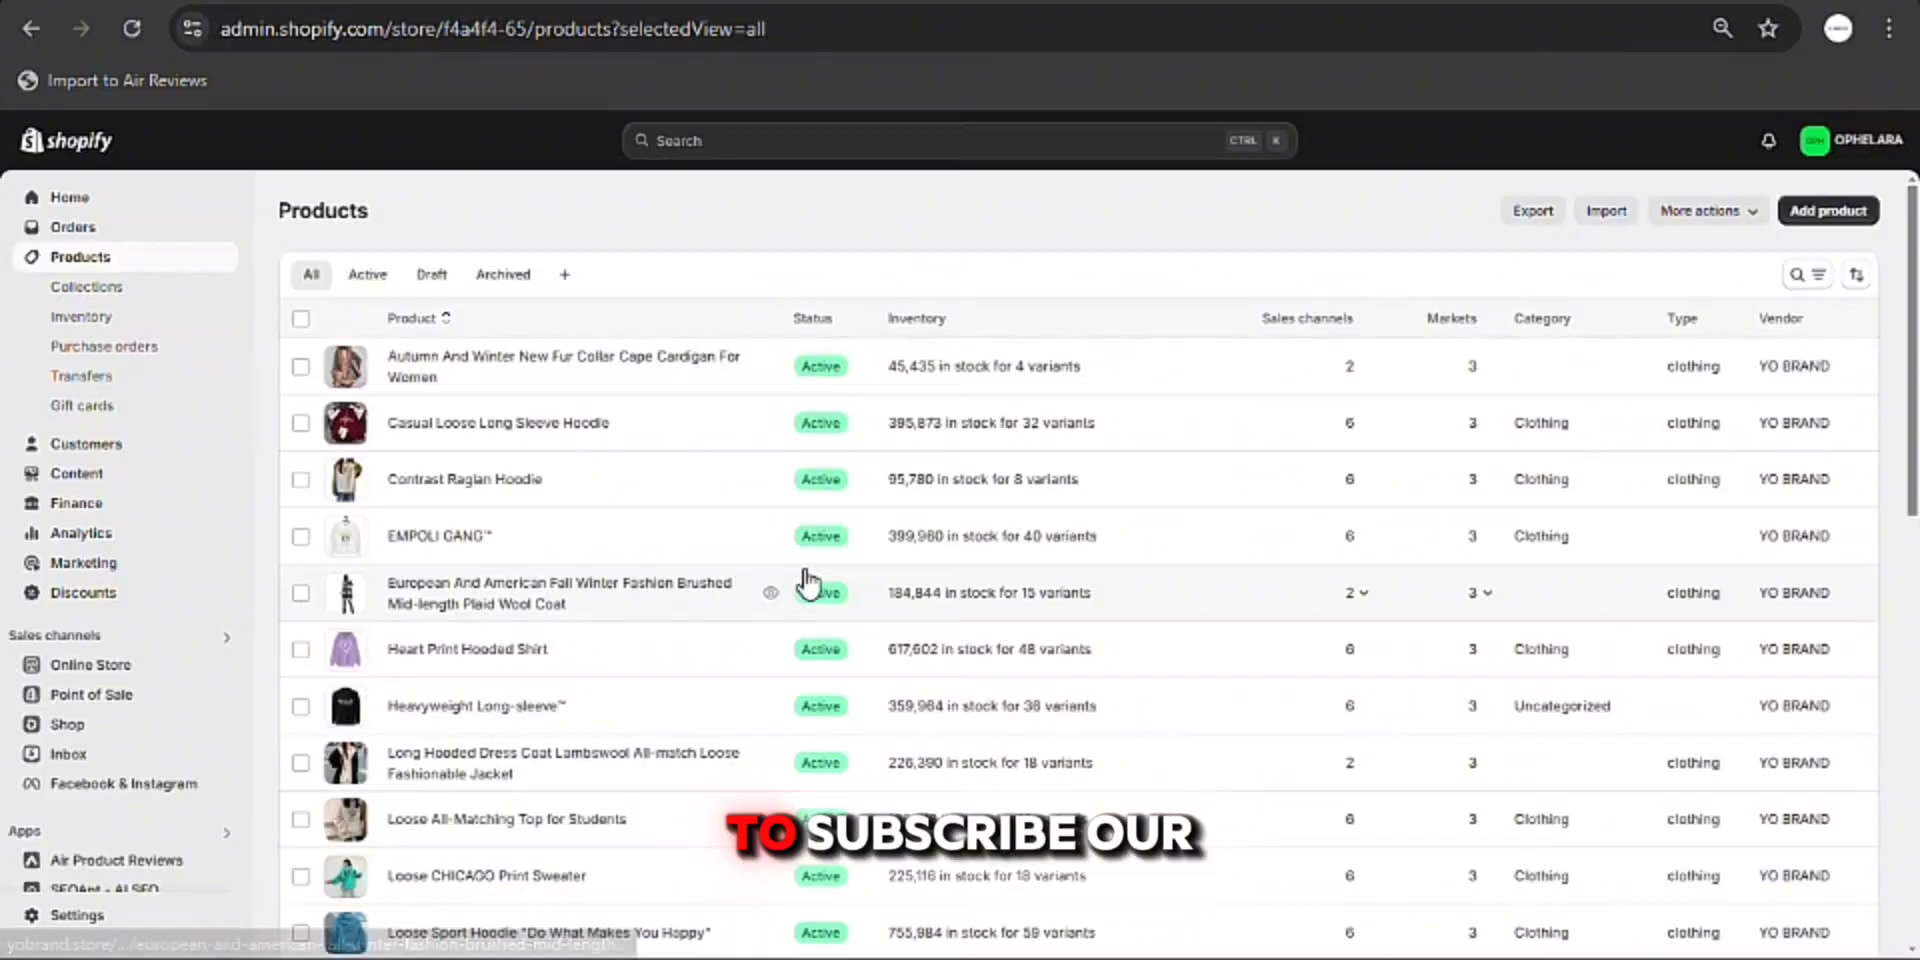 admin.shopify.com/store/f4a4f4-65/products?selectedView=all
Import to Air Reviews
shopify
Search
CTRL K
OPHELARA
Home
Orders
Products
Collections
Inventory
Purchase orders
Transfers
Gift cards
Customers
Content
Finance
Analytics
Marketing
Discounts
Sales channels
Online Store
Point of Sale
Shop
Inbox
Facebook & Instagram
Apps
Air Product Reviews
SEOAnt - AI SEO
Settings
Products
Export Import More actions Add product
All Active Draft Archived +
Product Status Inventory Sales channels Markets Category Type Vendor
Autumn And Winter New Fur Collar Cape Cardigan For
Women
Active 45,435 in stock for 4 variants 2 3 clothing YO BRAND
Casual Loose Long Sleeve Hoodie Active 395,873 in stock for 32 variants 6 3 Clothing clothing YO BRAND
Contrast Raglan Hoodie Active 95,780 in stock for 8 variants 6 3 Clothing clothing YO BRAND
EMPOLI GANG™ Active 399,960 in stock for 40 variants 6 3 Clothing YO BRAND
European And American Fall Winter Fashion Brushed
Mid-length Plaid Wool Coat
184,844 in stock for 15 variants 2 3 clothing YO BRAND
Heart Print Hooded Shirt Active 617,602 in stock for 48 variants 6 3 Clothing clothing YO BRAND
Heavyweight Long-sleeve™ Active 359,964 in stock for 36 variants 6 3 Uncategorized YO BRAND
Long Hooded Dress Coat Lambswool All-match Loose
Fashionable Jacket
Active 226,390 in stock for 18 variants 2 3 clothing YO BRAND
Loose All-Matching Top for Students 6 3 Clothing clothing YO BRAND
TO SUBSCRIBE OUR
Loose CHICAGO Print Sweater Active 225,116 in stock for 18 variants 6 3 Clothing clothing YO BRAND
Loose Sport Hoodie "Do What Makes You Happy" Active 755,984 in stock for 59 variants 6 3 Clothing clothing YO BRAND